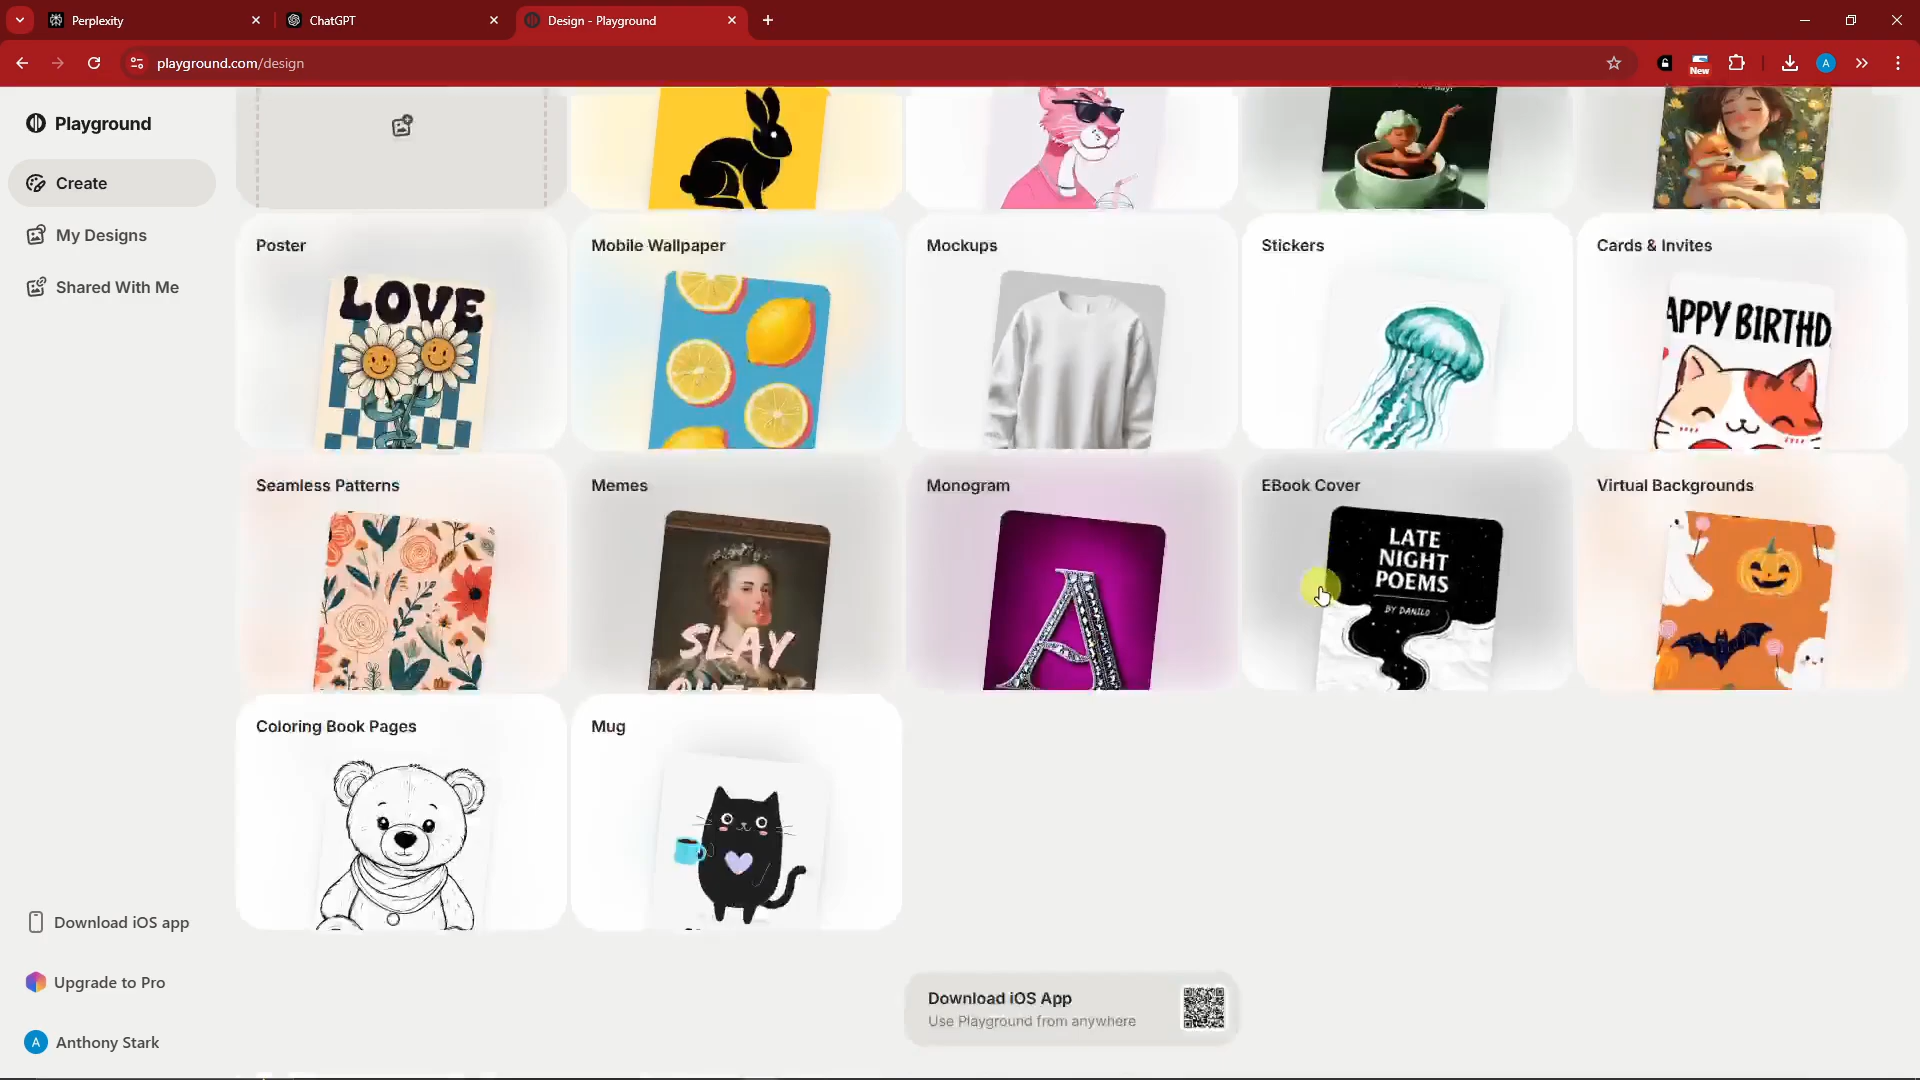 Perplexity
ChatGPT
Design - Playground
playground.com/design
New
A
Playground
Create
My Designs
Shared With Me
Poster
LOVE
Mobile Wallpaper
Mockups
Stickers
Cards & Invites
APPY BIRTHD
Seamless Patterns
Memes
SLAY
Monogram
A
EBook Cover
LATE
NIGHT
POEMS
BY DANILO
Virtual Backgrounds
Coloring Book Pages
Mug
Download iOS app
Upgrade to Pro
A Anthony Stark
Download iOS App
Use Playground from anywhere